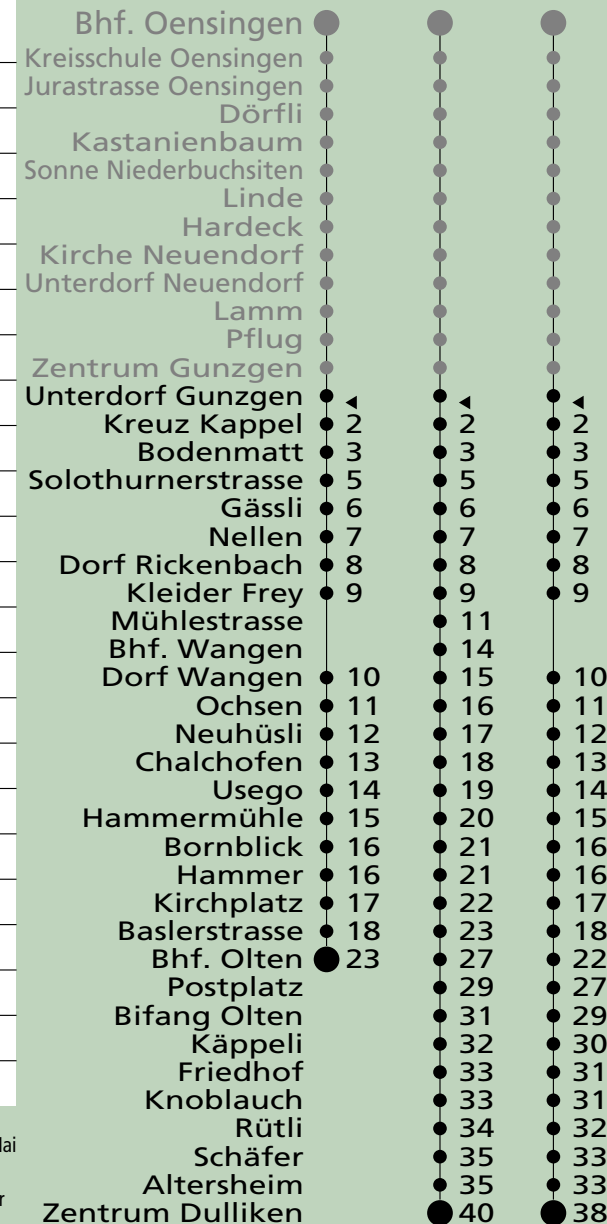 Bhf. Oensingen
Kreisschule Oensingen
Jurastrasse Oensingen
Dörfli
Kastanienbaum
Sonne Niederbuchsiten
Linde
Hardeck
Kirche Neuendorf
Unterdorf Neuendorf
Lamm
Pflug
Zentrum Gunzgen
Unterdorf Gunzgen
Kreuz Kappel 2 2 2
Bodenmatt 3 3 3
Solothurnerstrasse 5 5 5
Gässli 6 6 6
Nellen 7 7 7
Dorf Rickenbach 8 8 8
Kleider Frey 9 9 9
Mühlestrasse 11
Bhf. Wangen 14
Dorf Wangen 10 15 10
Ochsen 11 16 11
Neuhüsli 12 17 12
Chalchofen 13 18 13
Usego 14 19 14
Hammermühle 15 20 15
Bornblick 16 21 16
Hammer 16 21 16
Kirchplatz 17 22 17
Baslerstrasse 18 23 18
Bhf. Olten 23 27 22
Postplatz 29 27
Bifang Olten 31 29
Käppeli 32 30
Friedhof 33 31
Knoblauch 33 31
Rütli 34 32
Schäfer 35 33
Altersheim 35 33
Zentrum Dulliken 40 38